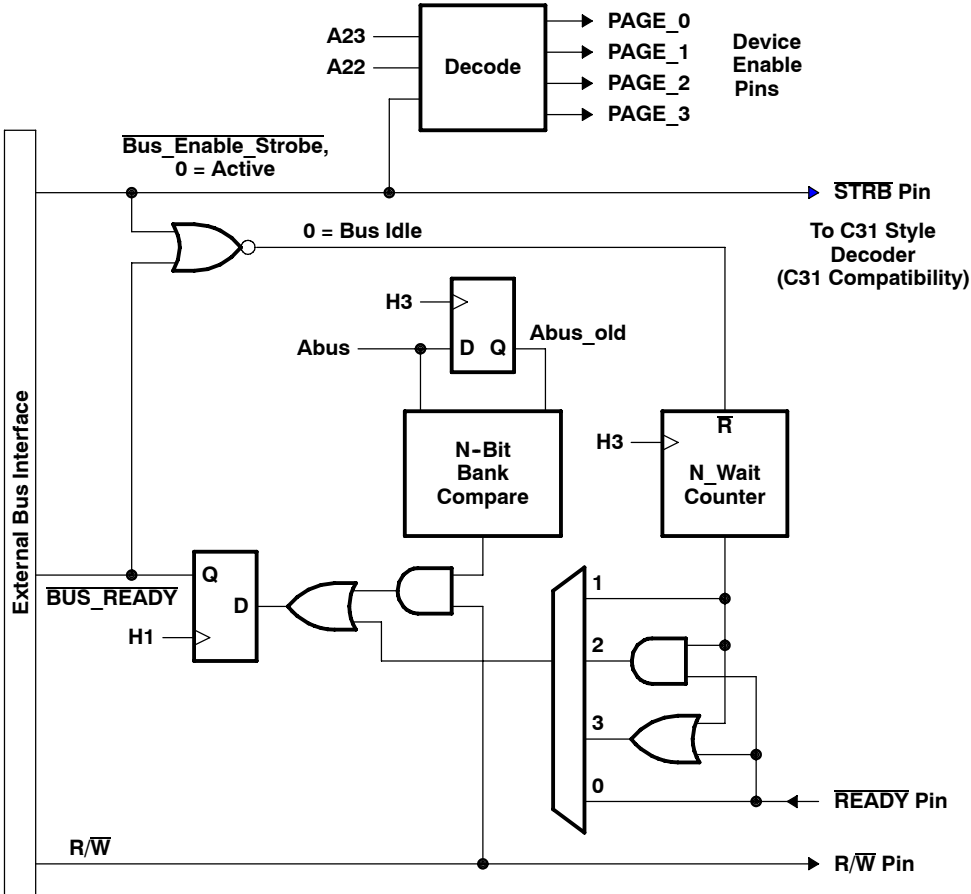 PAGE_0
A23
PAGE_1
Device
Enable
Pins
A22
Decode
PAGE_2
PAGE_3
Bus_Enable_Strobe,
0 = Active
STRB Pin
0 = Bus Idle
To C31 Style
Decoder
(C31 Compatibility)
H3
Abus
D Q
Abus_old
External Bus Interface
N-Bit
Bank
Compare
H3
R
N_Wait
Counter
BUS_READY
Q
D
H1
1
2
3
0
READY Pin
R/W
R/W Pin